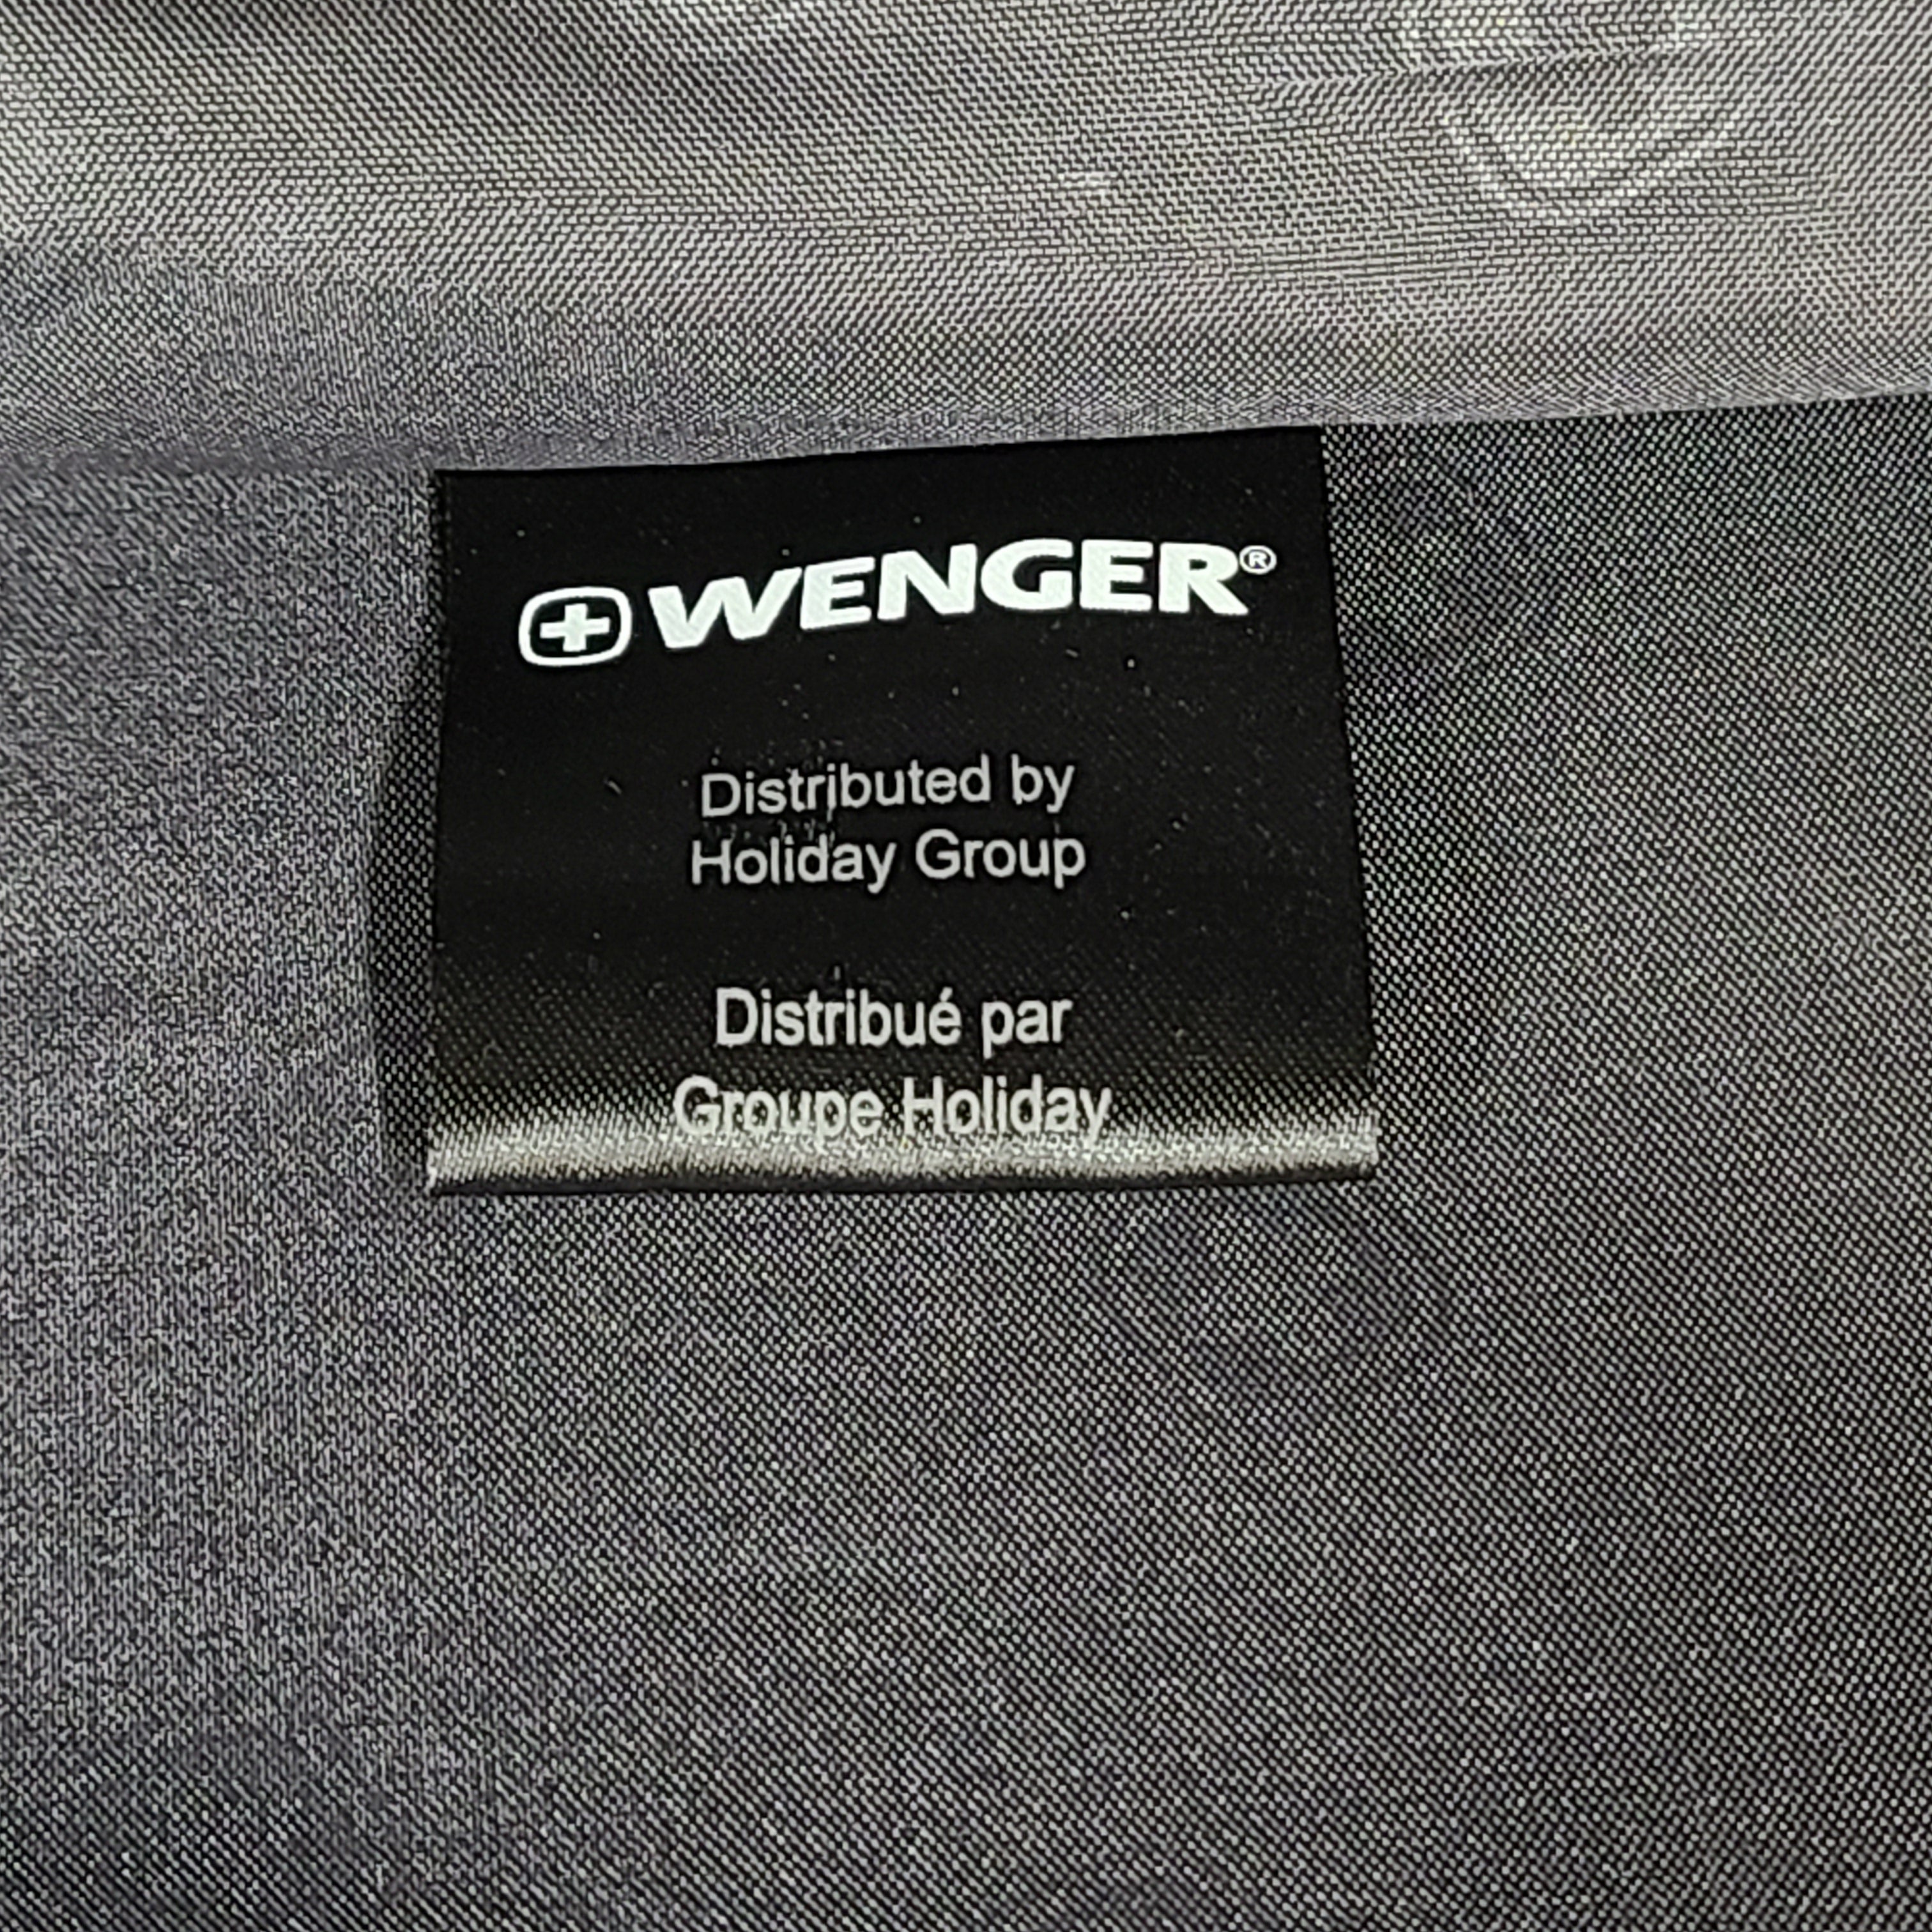 WENGER®
Distributed by
Holiday Group
Distribué par
Groupe Holiday